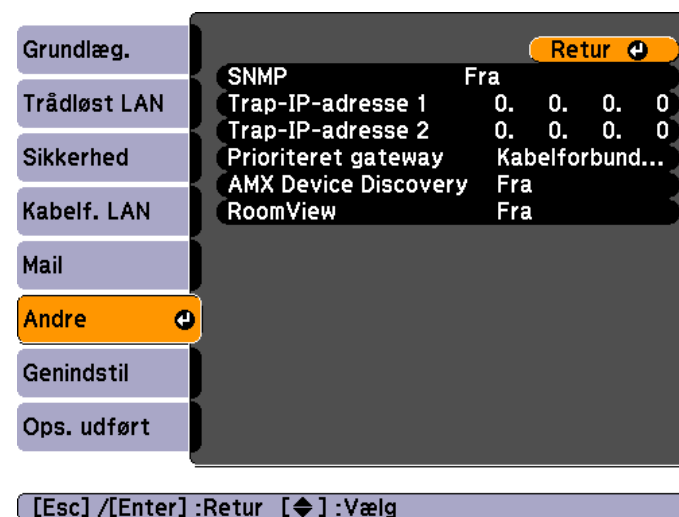 Grundlæg.
Trådløst LAN
Sikkerhed
Kabelf. LAN
Mail
Andre
Genindstil
Ops. udført
Retur
SNMP Fra
Trap-IP-adresse 1 0. 0. 0. 0
Trap-IP-adresse 2 0. 0. 0. 0
Prioriteret gateway Kabelforbund...
AMX Device Discovery Fra
RoomView Fra
[Esc] /[Enter] :Retur [◆] :Vælg